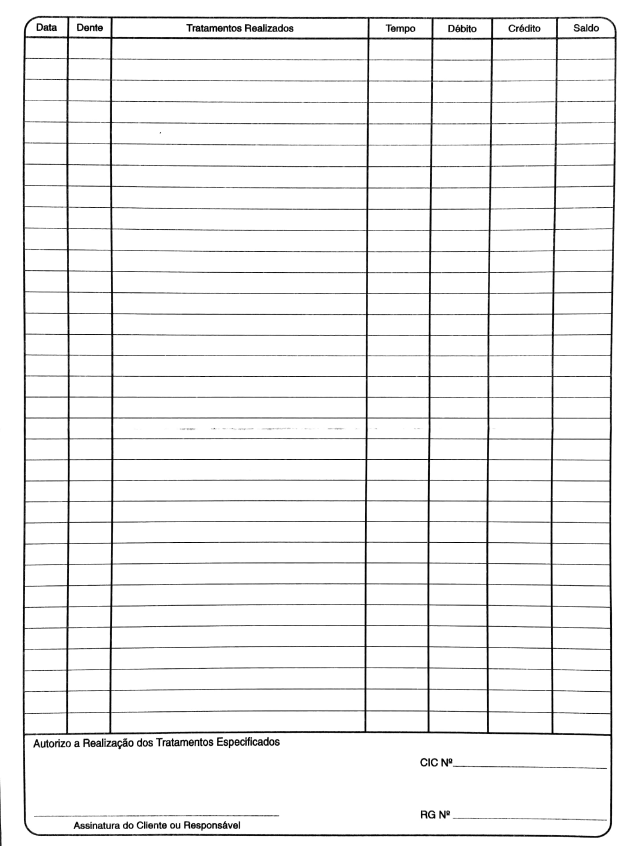 Data Dente Tratamentos Realizados Tempo Débito Crédito Saldo
Autorizo a Realização dos Tratamentos Especificados
CIC Nº
Assinatura do Cliente ou Responsável
RG Nº